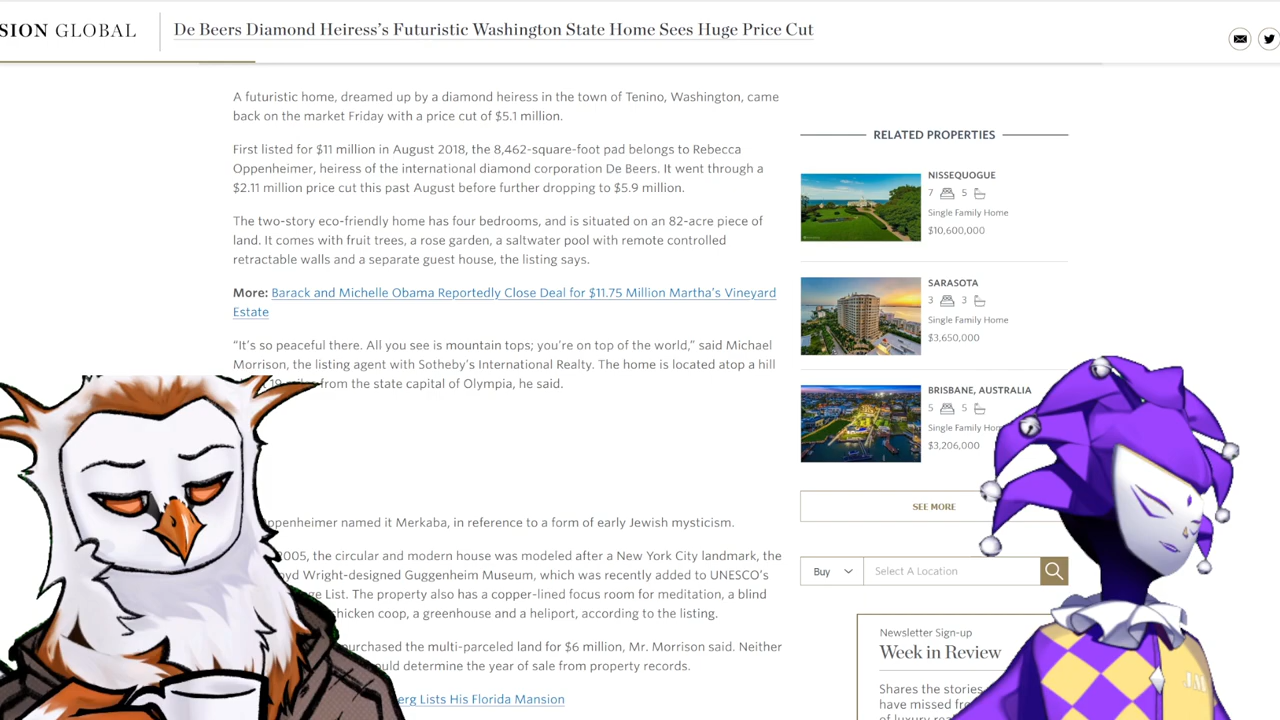 SION GLOBAL
De Beers Diamond Heiress's Futuristic Washington State Home Sees Huge Price Cut
A futuristic home, dreamed up by a diamond heiress in the town of Tenino, Washington, came
back on the market Friday with a price cut of $5.1 million.
First listed for $11 million in August 2018, the 8,462-square-foot pad belongs to Rebecca
Oppenheimer, heiress of the international diamond corporation De Beers. It went through a
$2.11 million price cut this past August before further dropping to $5.9 million.
The two-story eco-friendly home has four bedrooms, and is situated on an 82-acre piece of
land. It comes with fruit trees, a rose garden, a saltwater pool with remote controlled
retractable walls and a separate guest house, the listing says.
More: Barack and Michelle Obama Reportedly Close Deal for $11.75 Million Martha's Vineyard
Estate
“It's so peaceful there. All you see is mountain tops; you're on top of the world,” said Michael
Morrison, the listing agent with Sotheby's International Realty. The home is located atop a hill
from the state capital of Olympia, he said.
ppenheimer named it Merkaba, in reference to a form of early Jewish mysticism.
2005, the circular and modern house was modeled after a New York City landmark, the
oyd Wright-designed Guggenheim Museum, which was recently added to UNESCO's
ge List. The property also has a copper-lined focus room for meditation, a blind
chicken coop, a greenhouse and a heliport, according to the listing.
purchased the multi-parceled land for $6 million, Mr. Morrison said. Neither
ould determine the year of sale from property records.
erg Lists His Florida Mansion
RELATED PROPERTIES
NISSEQUOGUE
7 5
Single Family Home
$10,600,000
SARASOTA
3 3
Single Family Home
$3,650,000
BRISBANE, AUSTRALIA
5 5
Single Family Hom
$3,206,000
SEE MORE
Buy
Select A Location
Newsletter Sign-up
Week in Review
Shares the stories
have missed fr
of luxury rea